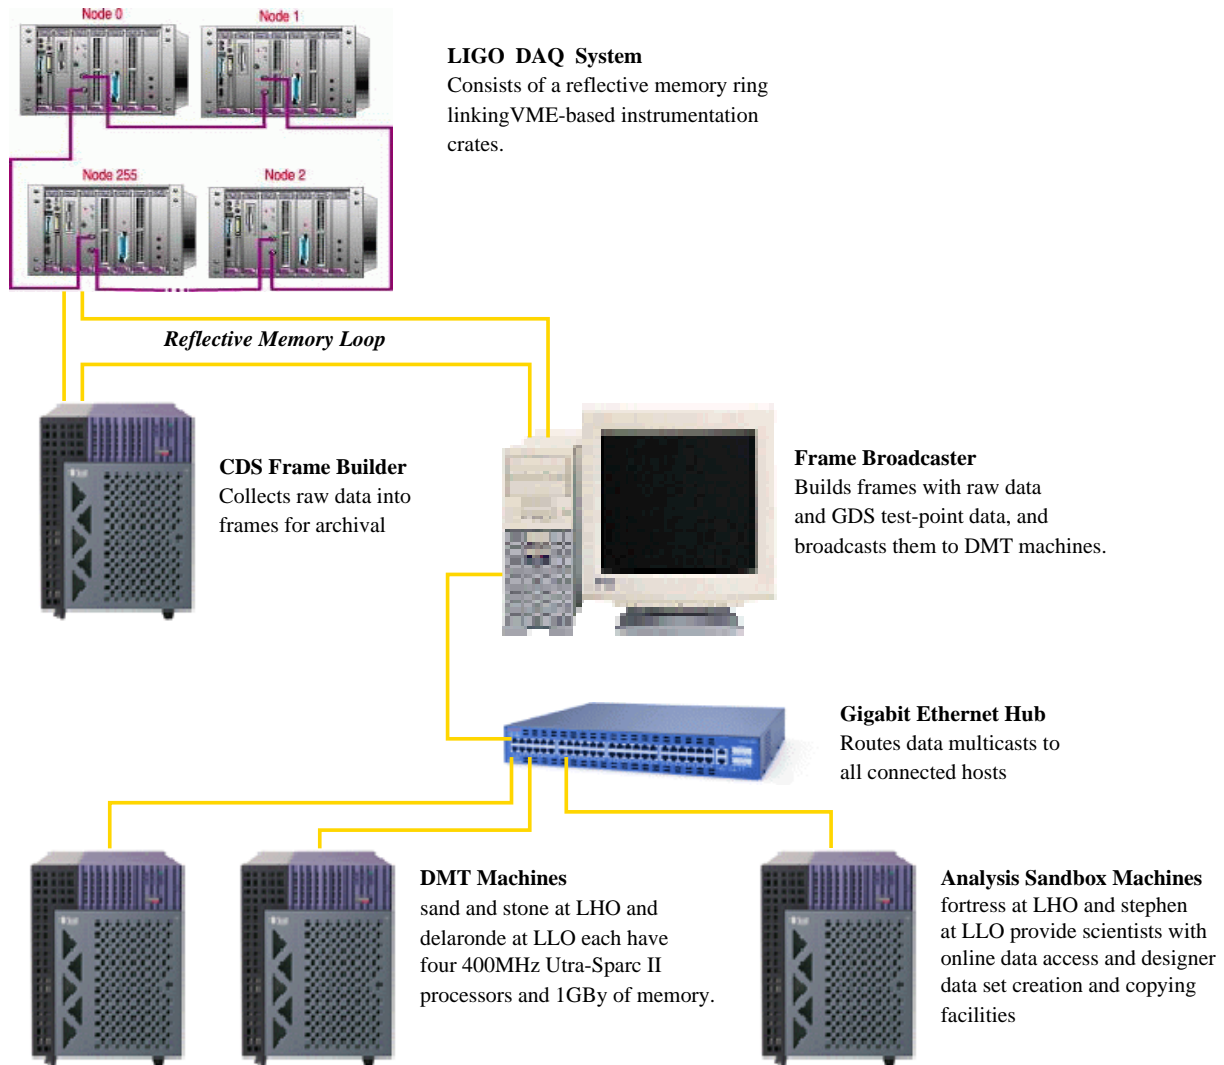 Node 0
Node 1
LIGO DAQ System
Consists of a reflective memory ring
linkingVME-based instrumentation
crates.
Node 255
Node 2
Reflective Memory Loop
CDS Frame Builder
Collects raw data into
frames for archival
Frame Broadcaster
Builds frames with raw data
and GDS test-point data, and
broadcasts them to DMT machines.
Gigabit Ethernet Hub
Routes data multicasts to
all connected hosts
DMT Machines
sand and stone at LHO and
delaronde at LLO each have
four 400MHz Utra-Sparc II
processors and 1GBy of memory.
Analysis Sandbox Machines
fortress at LHO and stephen
at LLO provide scientists with
online data access and designer
data set creation and copying
facilities